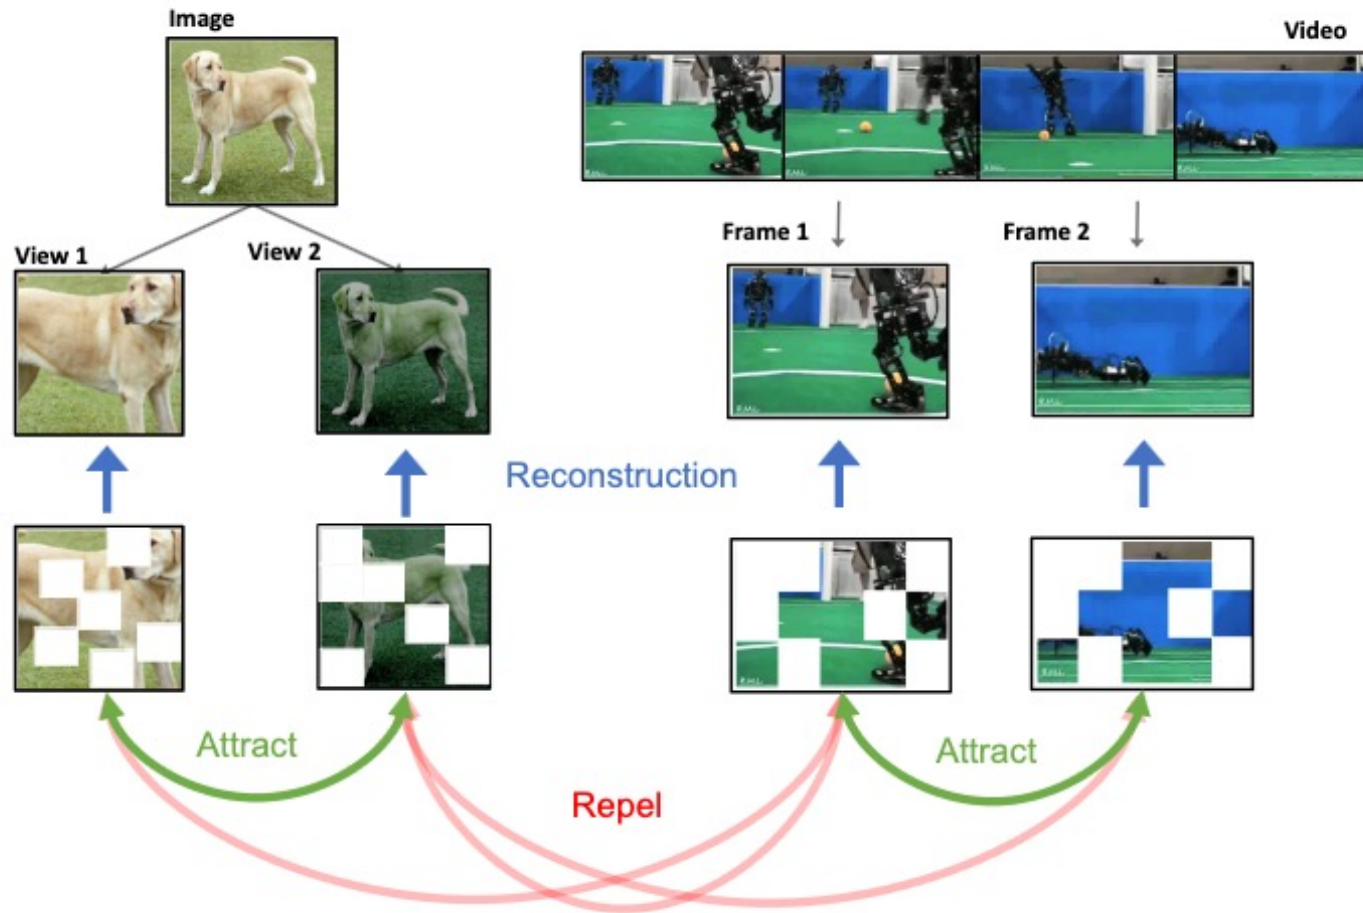 Image
Video
View 1
View 2
Frame 1
Frame 2
Reconstruction
Attract
Attract
Repel